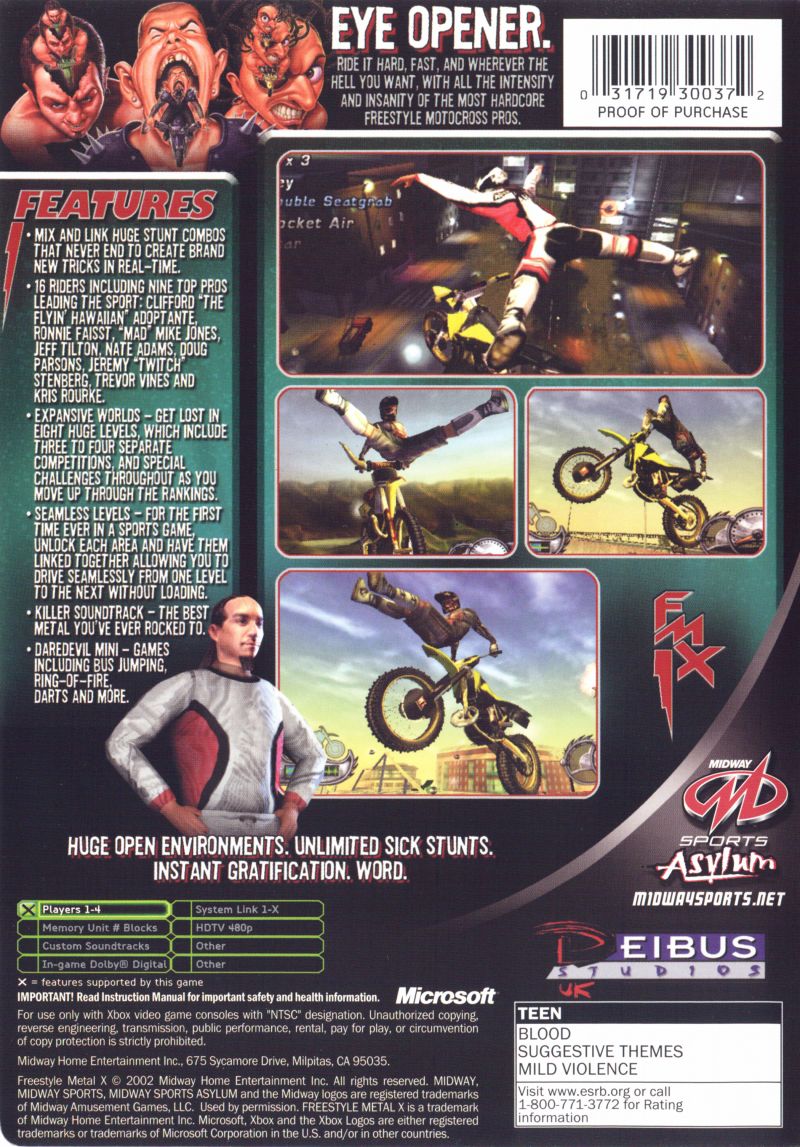 EYE OPENER.
RIDE IT HARD, FAST, AND WHEREVER THE
HELL YOU WANT, WITH ALL THE INTENSITY
AND INSANITY OF THE MOST HARDCORE
FREESTYLE MOTOCROSS PROS.
0 31719 30037 2
PROOF OF PURCHASE
FEATURES
• MIX AND LINK HUGE STUNT COMBOS
THAT NEVER END TO CREATE BRAND
NEW TRICKS IN REAL-TIME.
• 16 RIDERS INCLUDING NINE TOP PROS
LEADING THE SPORT: CLIFFORD "THE
FLYIN' HAWAIIAN" ADOPTANTE,
RONNIE FAISST, "MAD" MIKE JONES,
JEFF TILTON, NATE ADAMS, DOUG
PARSONS, JEREMY "TWITCH"
STENBERG, TREVOR VINES AND
KRIS ROURKE.
• EXPANSIVE WORLDS – GET LOST IN
EIGHT HUGE LEVELS, WHICH INCLUDE
THREE TO FOUR SEPARATE
COMPETITIONS, AND SPECIAL
CHALLENGES THROUGHOUT AS YOU
MOVE UP THROUGH THE RANKINGS.
• SEAMLESS LEVELS – FOR THE FIRST
TIME EVER IN A SPORTS GAME,
UNLOCK EACH AREA AND HAVE THEM
LINKED TOGETHER ALLOWING YOU TO
DRIVE SEAMLESSLY FROM ONE LEVEL
TO THE NEXT WITHOUT LOADING.
• KILLER SOUNDTRACK – THE BEST
METAL YOU'VE EVER ROCKED TO.
• DAREDEVIL MINI – GAMES
INCLUDING BUS JUMPING,
RING-OF-FIRE,
DARTS AND MORE.
x 3
ey
uble Seatgrab
ocket Air
ar
FMX
MIDWAY
SPORTS
Asylum
MIDWAYSPORTS.NET
HUGE OPEN ENVIRONMENTS. UNLIMITED SICK STUNTS.
INSTANT GRATIFICATION. WORD.
X Players 1-4
System Link 1-X
Memory Unit # Blocks
HDTV 480p
Custom Soundtracks
Other
In-game Dolby® Digital
Other
X = features supported by this game
IMPORTANT! Read Instruction Manual for important safety and health information.
Microsoft
For use only with Xbox video game consoles with "NTSC" designation. Unauthorized copying,
reverse engineering, transmission, public performance, rental, pay for play, or circumvention
of copy protection is strictly prohibited.
Midway Home Entertainment Inc., 675 Sycamore Drive, Milpitas, CA 95035.
Freestyle Metal X © 2002 Midway Home Entertainment Inc. All rights reserved. MIDWAY,
MIDWAY SPORTS, MIDWAY SPORTS ASYLUM and the Midway logos are registered trademarks
of Midway Amusement Games, LLC. Used by permission. FREESTYLE METAL X is a trademark
of Midway Home Entertainment Inc. Microsoft, Xbox and the Xbox Logos are either registered
trademarks or trademarks of Microsoft Corporation in the U.S. and/or in other countries.
DEIBUS
STUDIOS
UK
TEEN
BLOOD
SUGGESTIVE THEMES
MILD VIOLENCE
Visit www.esrb.org or call
1-800-771-3772 for Rating
information